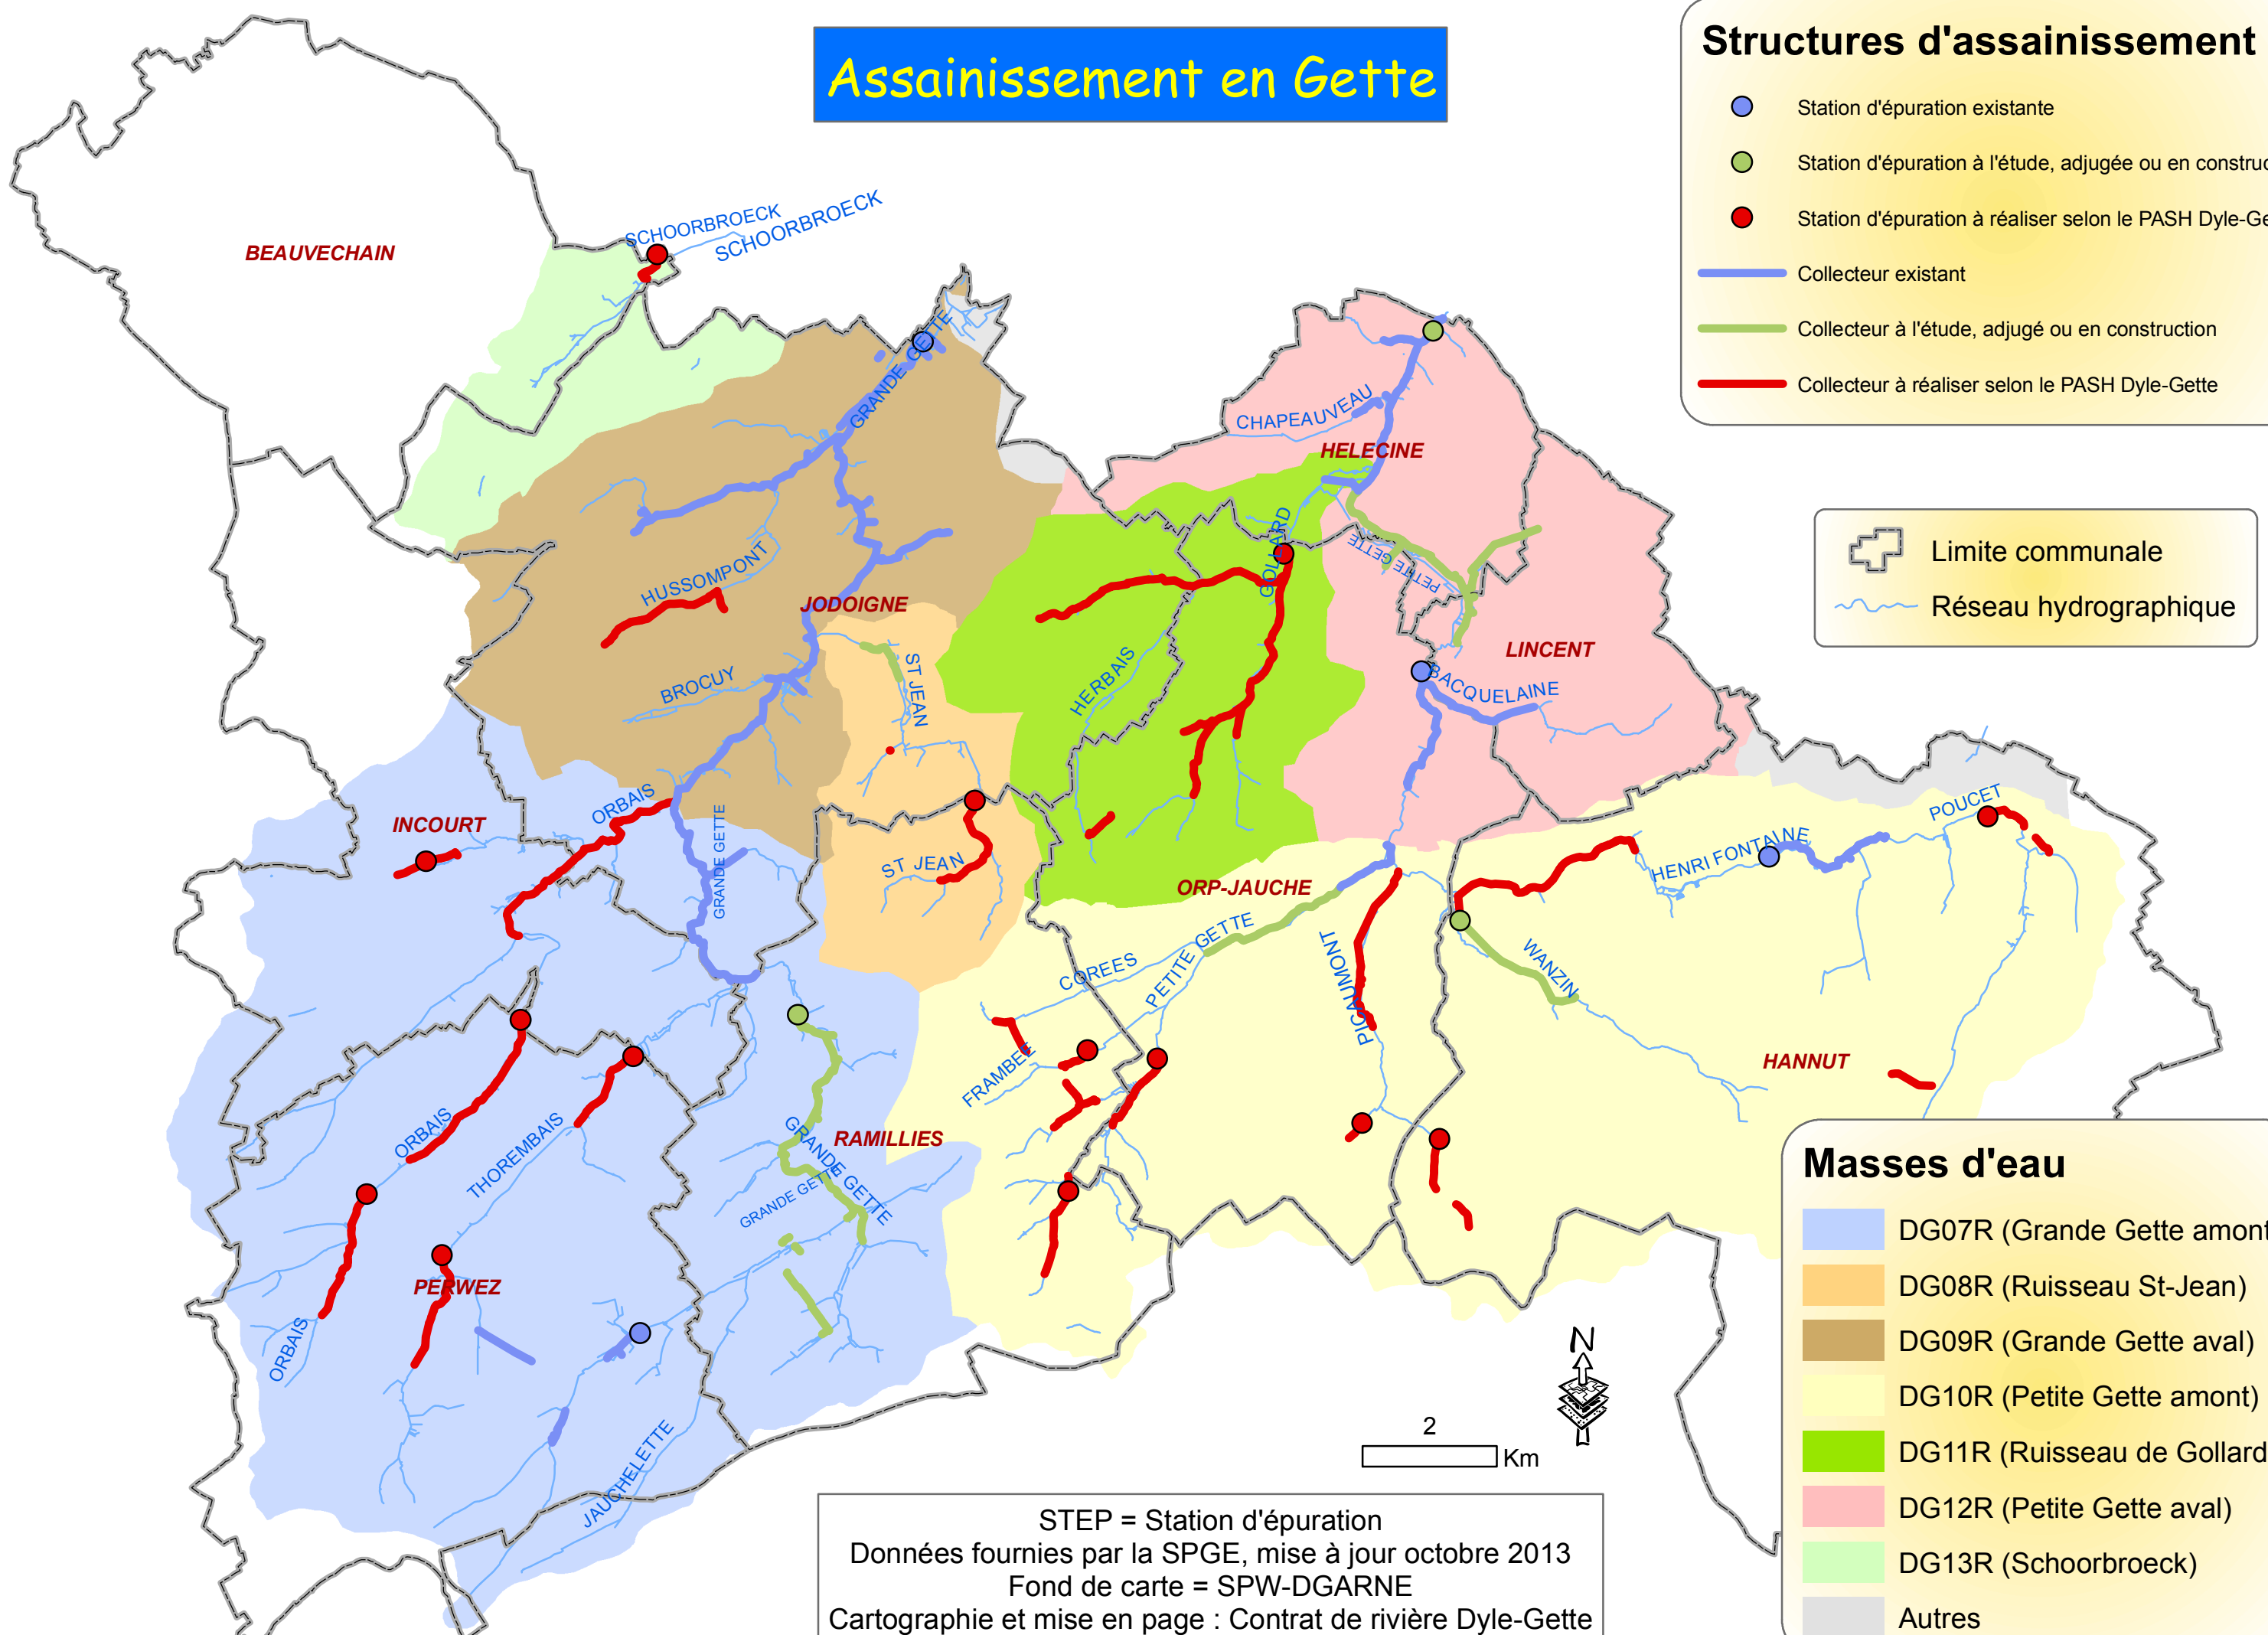 Assainissement en Gette
Structures d'assainissement
Station d'épuration existante
Station d'épuration à l'étude, adjugée ou en construc
Station d'épuration à réaliser selon le PASH Dyle-Ge
Collecteur existant
Collecteur à l'étude, adjugé ou en construction
Collecteur à réaliser selon le PASH Dyle-Gette
Limite communale
Réseau hydrographique
BEAUVECHAIN
SCHOORBROECK
SCHOORBROECK
GRANDE GETTE
CHAPEAUVEAU
HELECINE
GOLLARD
PETITE GETTE
HUSSOMPONT
JODOIGNE
ST JEAN
BROCUY
HERBAIS
LINCENT
BACQUELAINE
ORBAIS
INCOURT
GRANDE GETTE
ST JEAN
ORP-JAUCHE
HENRI FONTAINE
POUCET
COREES
PETITE GETTE
PICAUMONT
WANZIN
FRAMBEE
HANNUT
ORBAIS
THOREMBAIS
GRANDE GETTE
RAMILLIES
GRANDE GETTE
PERWEZ
ORBAIS
JAUCHELETTE
N
2
Km
Masses d'eau
DG07R (Grande Gette amont
DG08R (Ruisseau St-Jean)
DG09R (Grande Gette aval)
DG10R (Petite Gette amont)
DG11R (Ruisseau de Gollard
DG12R (Petite Gette aval)
DG13R (Schoorbroeck)
Autres
STEP = Station d'épuration
Données fournies par la SPGE, mise à jour octobre 2013
Fond de carte = SPW-DGARNE
Cartographie et mise en page : Contrat de rivière Dyle-Gette